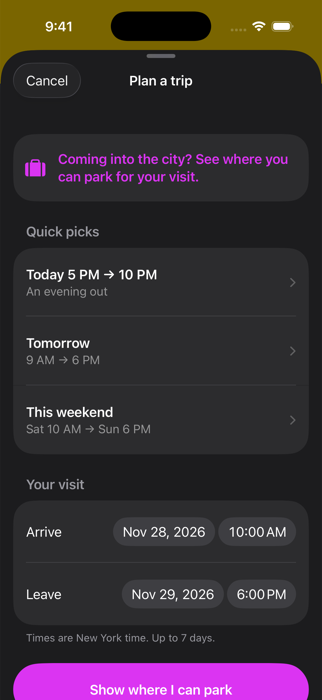 9:41
Cancel
Plan a trip
Coming into the city? See where you
can park for your visit.
Quick picks
Today 5 PM → 10 PM
An evening out
Tomorrow
9 AM → 6 PM
This weekend
Sat 10 AM → Sun 6 PM
Your visit
Arrive Nov 28, 2026 10:00 AM
Leave Nov 29, 2026 6:00 PM
Times are New York time. Up to 7 days.
Show where I can park